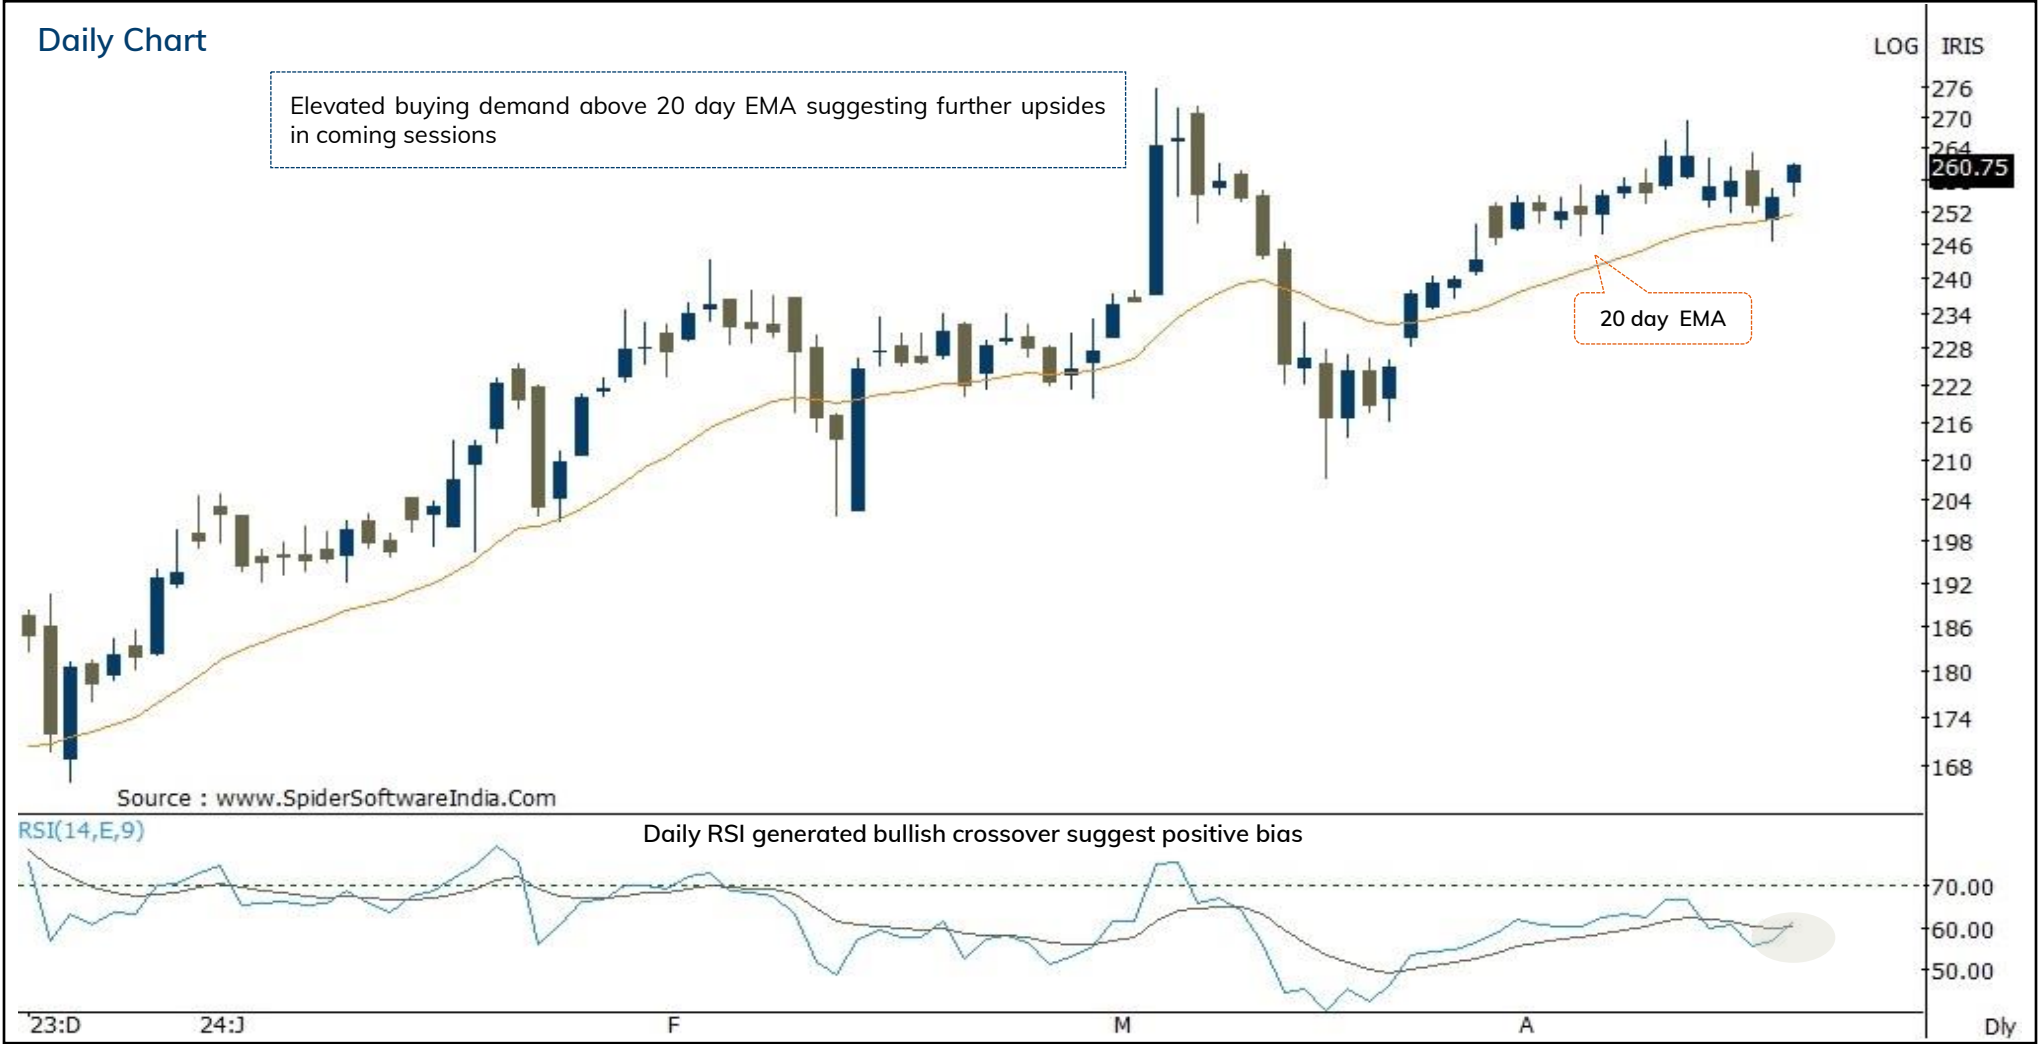 Daily Chart
LOG IRIS
Elevated buying demand above 20 day EMA suggesting further upsides
in coming sessions
276
270
264
260.75
252
246
240
234
228
222
216
210
204
198
192
186
180
174
168
20 day EMA
Source : www.SpiderSoftwareIndia.Com
RSI(14,E,9)
Daily RSI generated bullish crossover suggest positive bias
70.00
60.00
50.00
'23:D 24:J F M A Dly